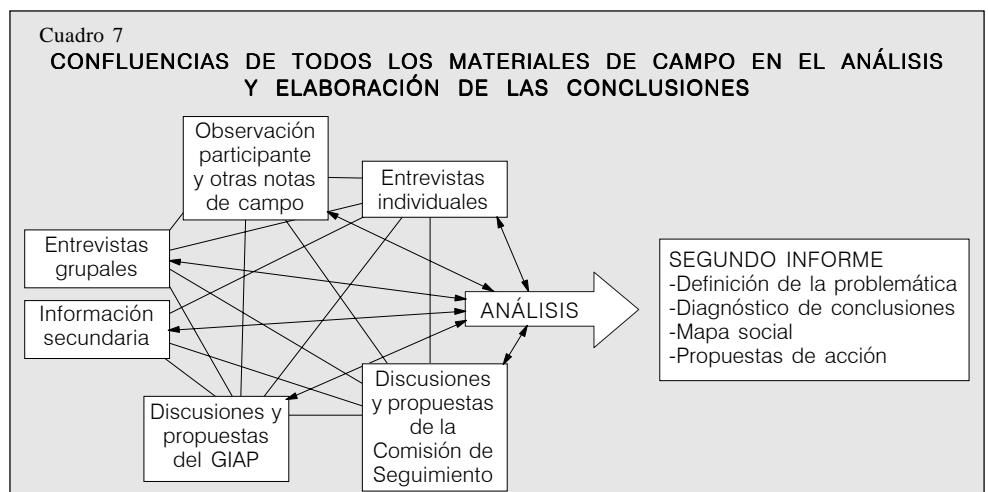 Cuadro 7
CONFLUENCIAS DE TODOS LOS MATERIALES DE CAMPO EN EL ANÁLISIS
Y ELABORACIÓN DE LAS CONCLUSIONES
Observación
participante
y otras notas
de campo
Entrevistas
individuales
Entrevistas
grupales
Información
secundaria
Discusiones y
propuestas
del GIAP
Discusiones
y propuestas
de la
Comisión de
Seguimiento
ANÁLISIS
SEGUNDO INFORME
-Definición de la problemática
-Diagnóstico de conclusiones
-Mapa social
-Propuestas de acción